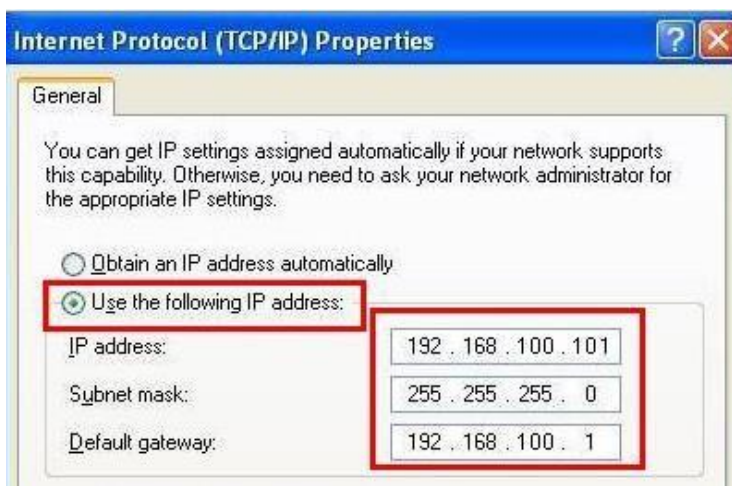 Internet Protocol (TCP/IP) Properties
General
You can get IP settings assigned automatically if your network supports
this capability. Otherwise, you need to ask your network administrator for
the appropriate IP settings.
Obtain an IP address automatically
Use the following IP address:
IP address: 192 . 168 . 100 . 101
Subnet mask: 255 . 255 . 255 . 0
Default gateway: 192 . 168 . 100 . 1